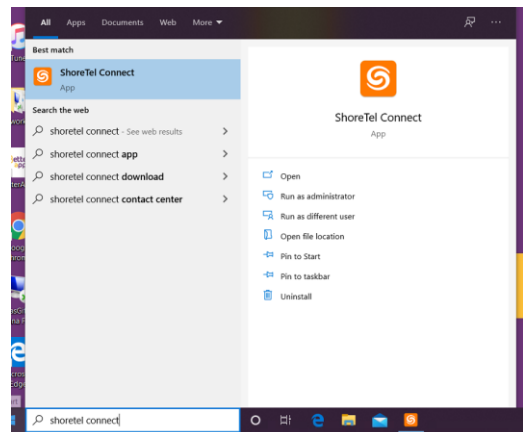 All Apps Documents Web More
Best match
ShoreTel Connect
App
Search the web
shoretel connect - See web results
shoretel connect app
shoretel connect download
shoretel connect contact center
ShoreTel Connect
App
Open
Run as administrator
Run as different user
Open file location
Pin to Start
Pin to taskbar
Uninstall
shoretel connect